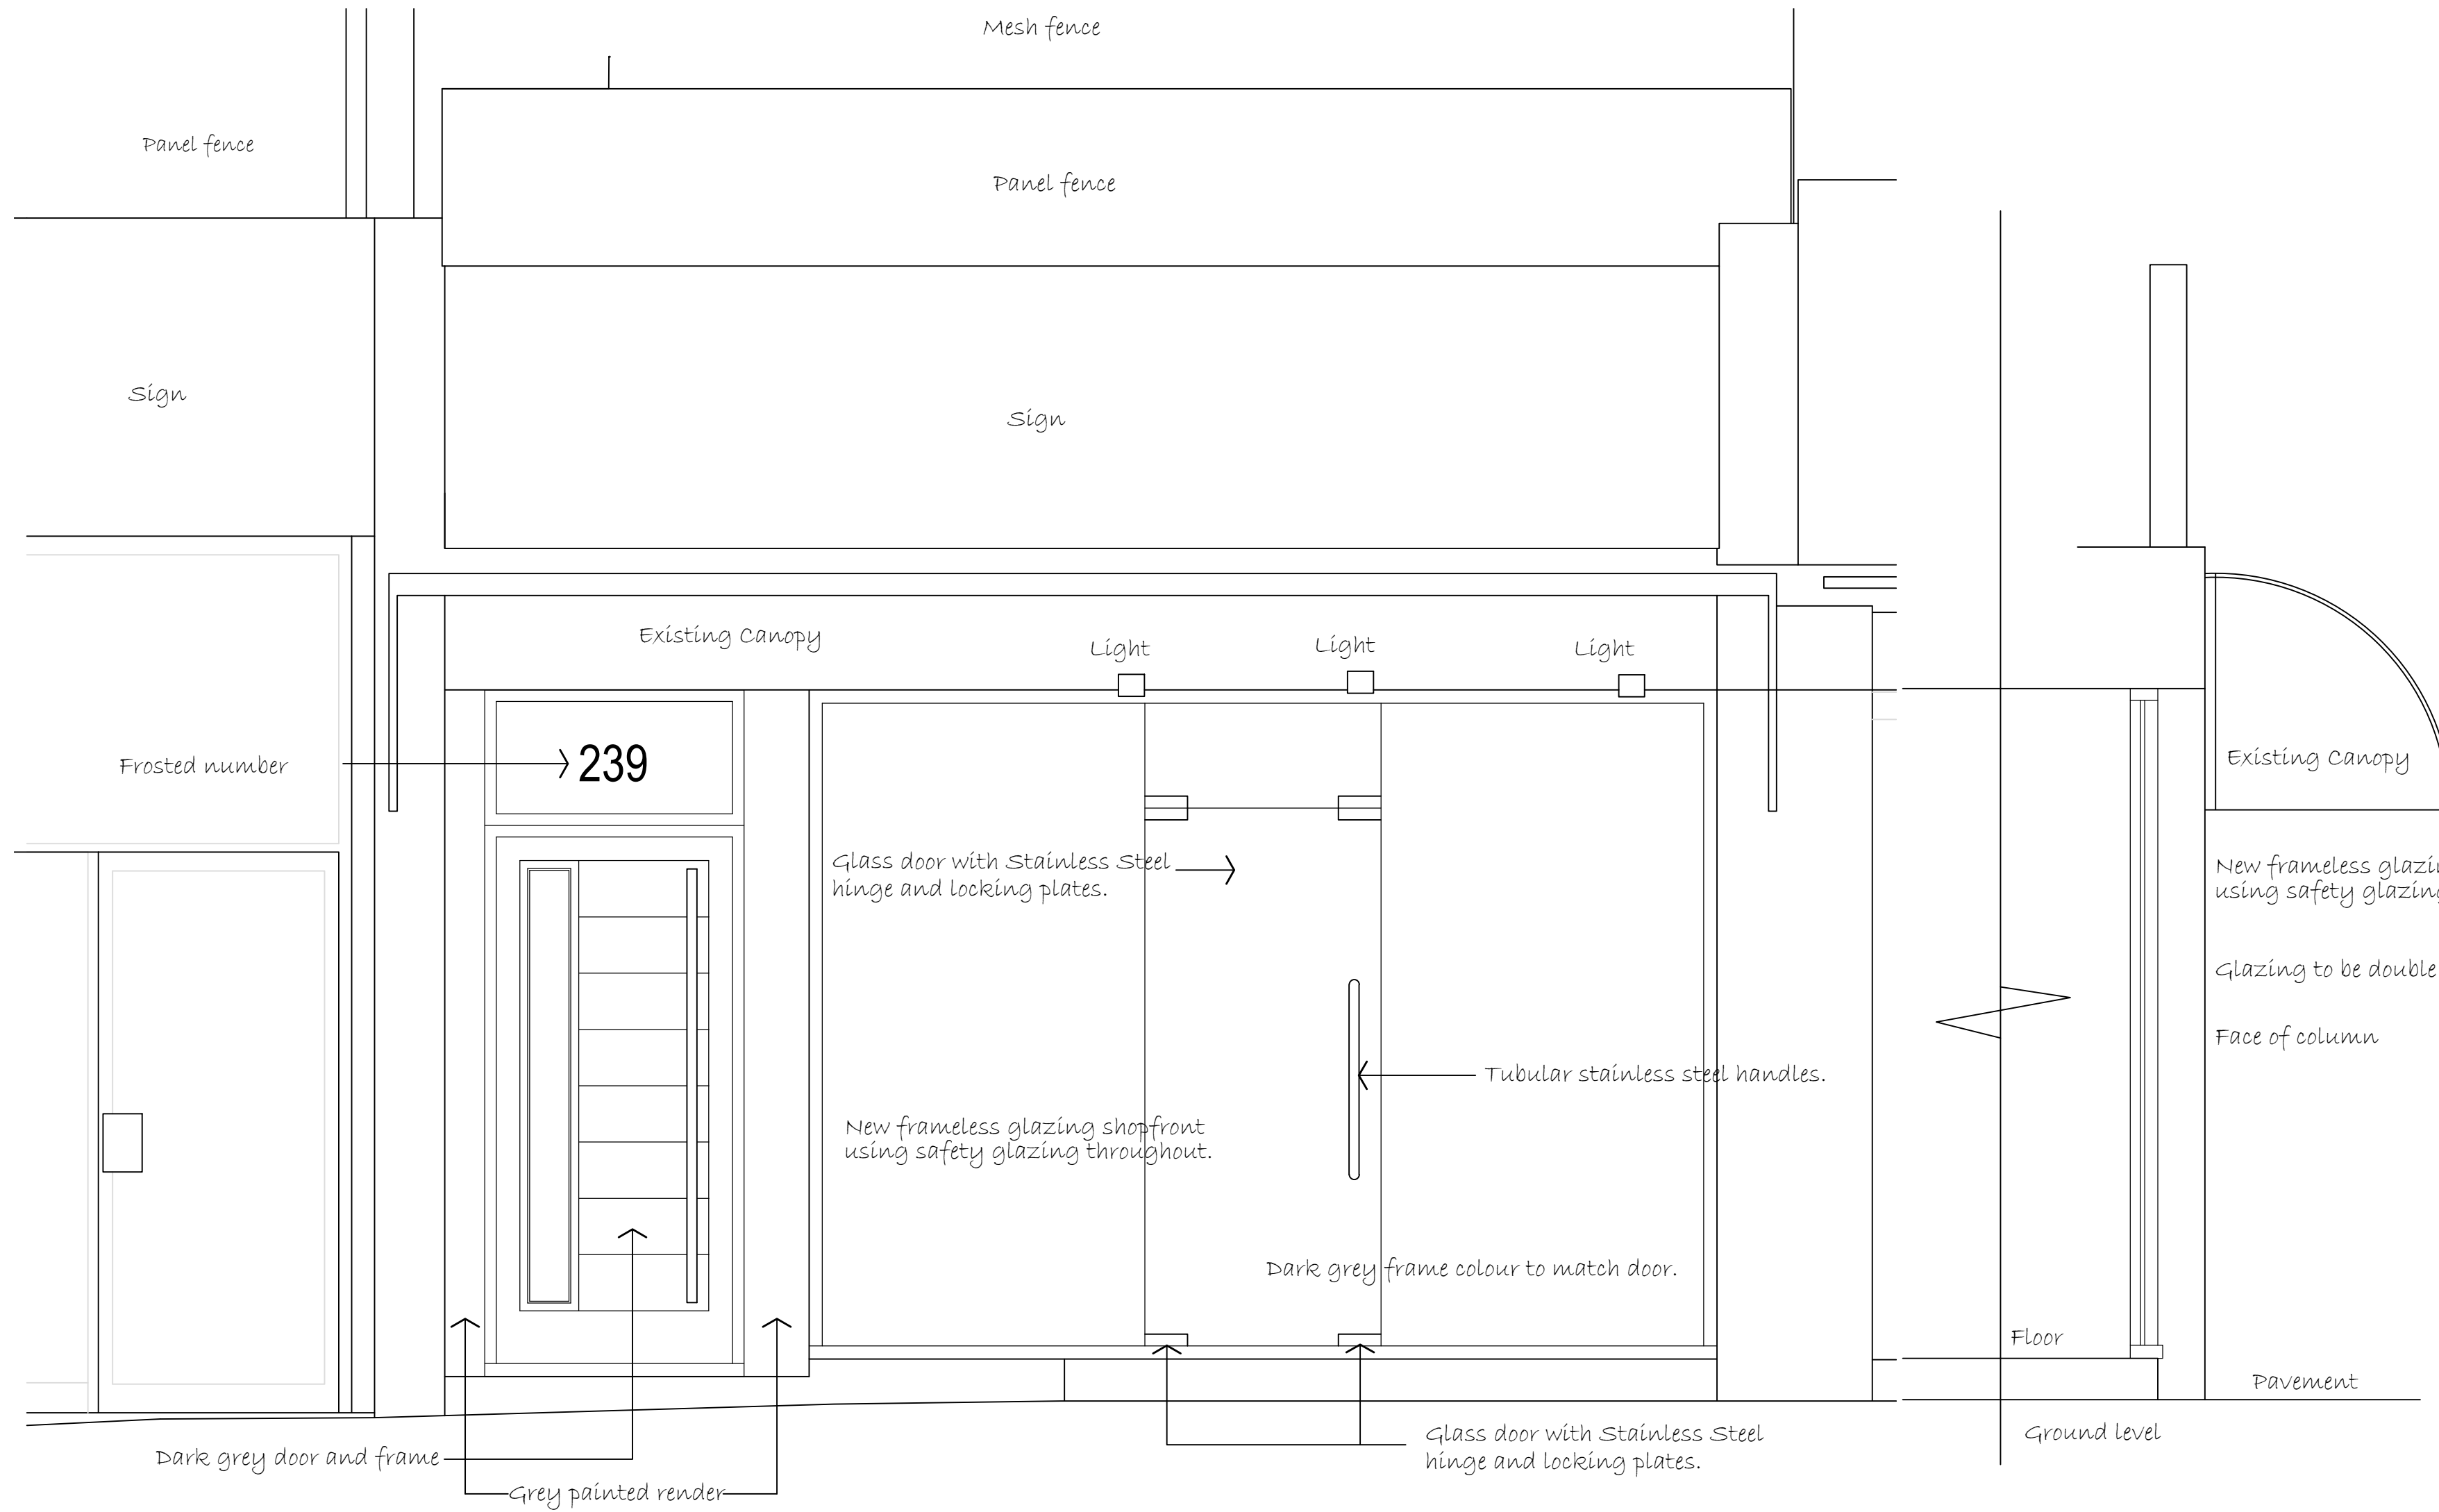 Mesh fence
Panel fence
Panel fence
Sign
Sign
Existing Canopy
Light
Light
Light
Frosted number
239
Existing Canopy
Glass door with Stainless Steel
hinge and locking plates.
New frameless
using safety
Glazing to be double
Face of column
Tubular stainless steel handles.
New frameless glazing shopfront
using safety glazing throughout.
Dark grey frame colour to match door.
Floor
Pavement
Ground level
Glass door with Stainless Steel
hinge and locking plates.
Dark grey door and frame
Grey painted render